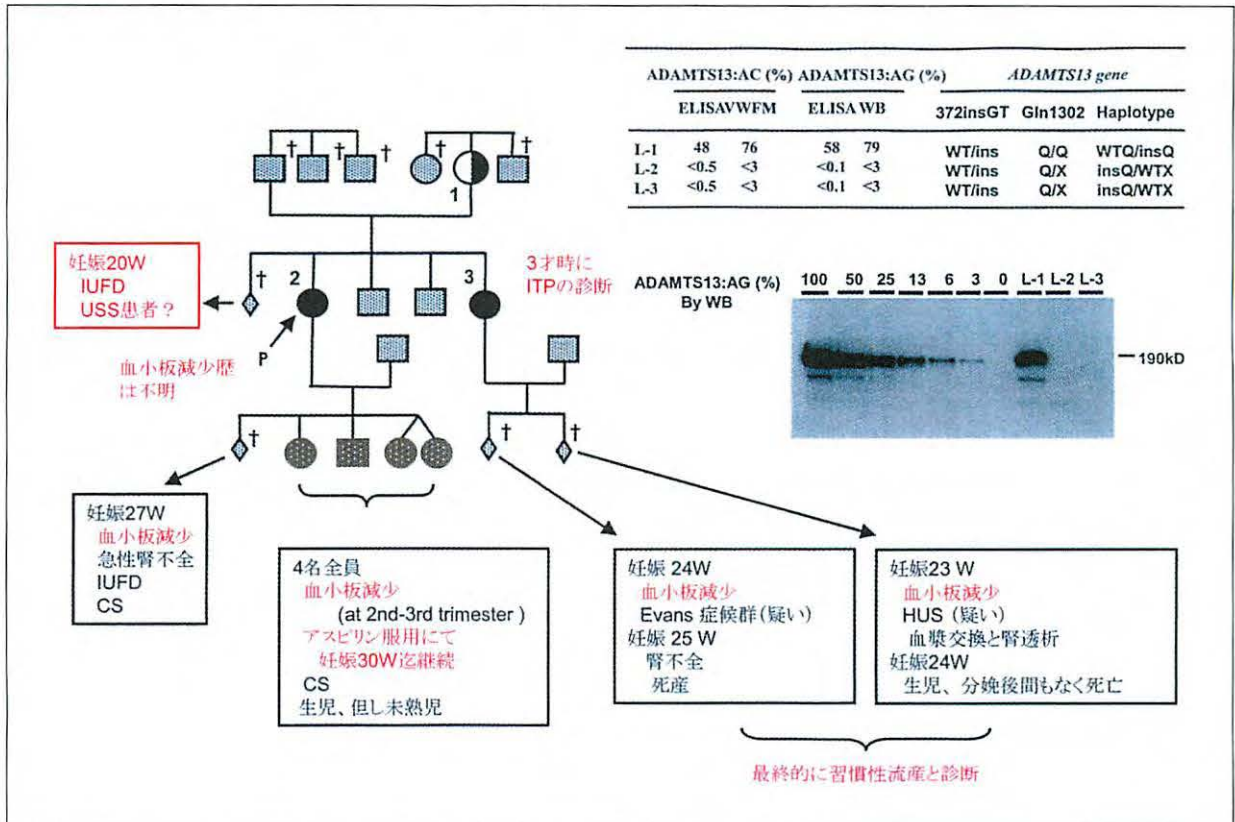 ADAMTS13:AC (%) ADAMTS13:AG (%) ADAMTS13 gene
ELISA VWFM ELISA WB 372insGT Gln1302 Haplotype
L-1 48 76 58 79 WT/ins Q/Q WTQ/insQ
L-2 <0.5 <3 <0.1 <3 WT/ins Q/X insQ/WTX
L-3 <0.5 <3 <0.1 <3 WT/ins Q/X insQ/WTX
† † † † †
1
妊娠20W
IUFD
USS患者?
†
2
3
3才時に
ITPの診断
P
血小板減少歴
は不明
ADAMTS13:AG (%)
By WB
100 50 25 13 6 3 0 L-1 L-2 L-3
190kD
† † †
妊娠27W
血小板減少
急性腎不全
IUFD
CS
4名全員
血小板減少
(at 2nd-3rd trimester )
アスピリン服用にて
妊娠30W迄継続
CS
生児、但し未熟児
妊娠 24W
血小板減少
Evans 症候群(疑い)
妊娠 25 W
腎不全
死産
妊娠23 W
血小板減少
HUS (疑い)
血漿交換と腎透析
妊娠24W
生児、分娩後間もなく死亡
最終的に習慣性流産と診断